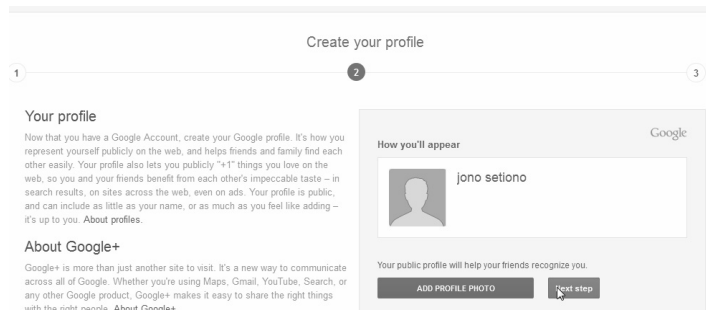 Create your profile
1
2
3
Your profile
Now that you have a Google Account, create your Google profile. It's how you
represent yourself publicly on the web, and helps friends and family find each
other easily. Your profile also lets you publicly "+1" things you love on the
web, so you and your friends benefit from each other's impeccable taste – in
search results, on sites across the web, even on ads. Your profile is public,
and can include as little as your name, or as much as you feel like adding –
it's up to you. About profiles.
About Google+
Google+ is more than just another site to visit. It's a new way to communicate
across all of Google. Whether you're using Maps, Gmail, YouTube, Search, or
any other Google product, Google+ makes it easy to share the right things
with the right people. About Google+
Google
How you'll appear
jono setiono
Your public profile will help your friends recognize you.
ADD PROFILE PHOTO
Next step